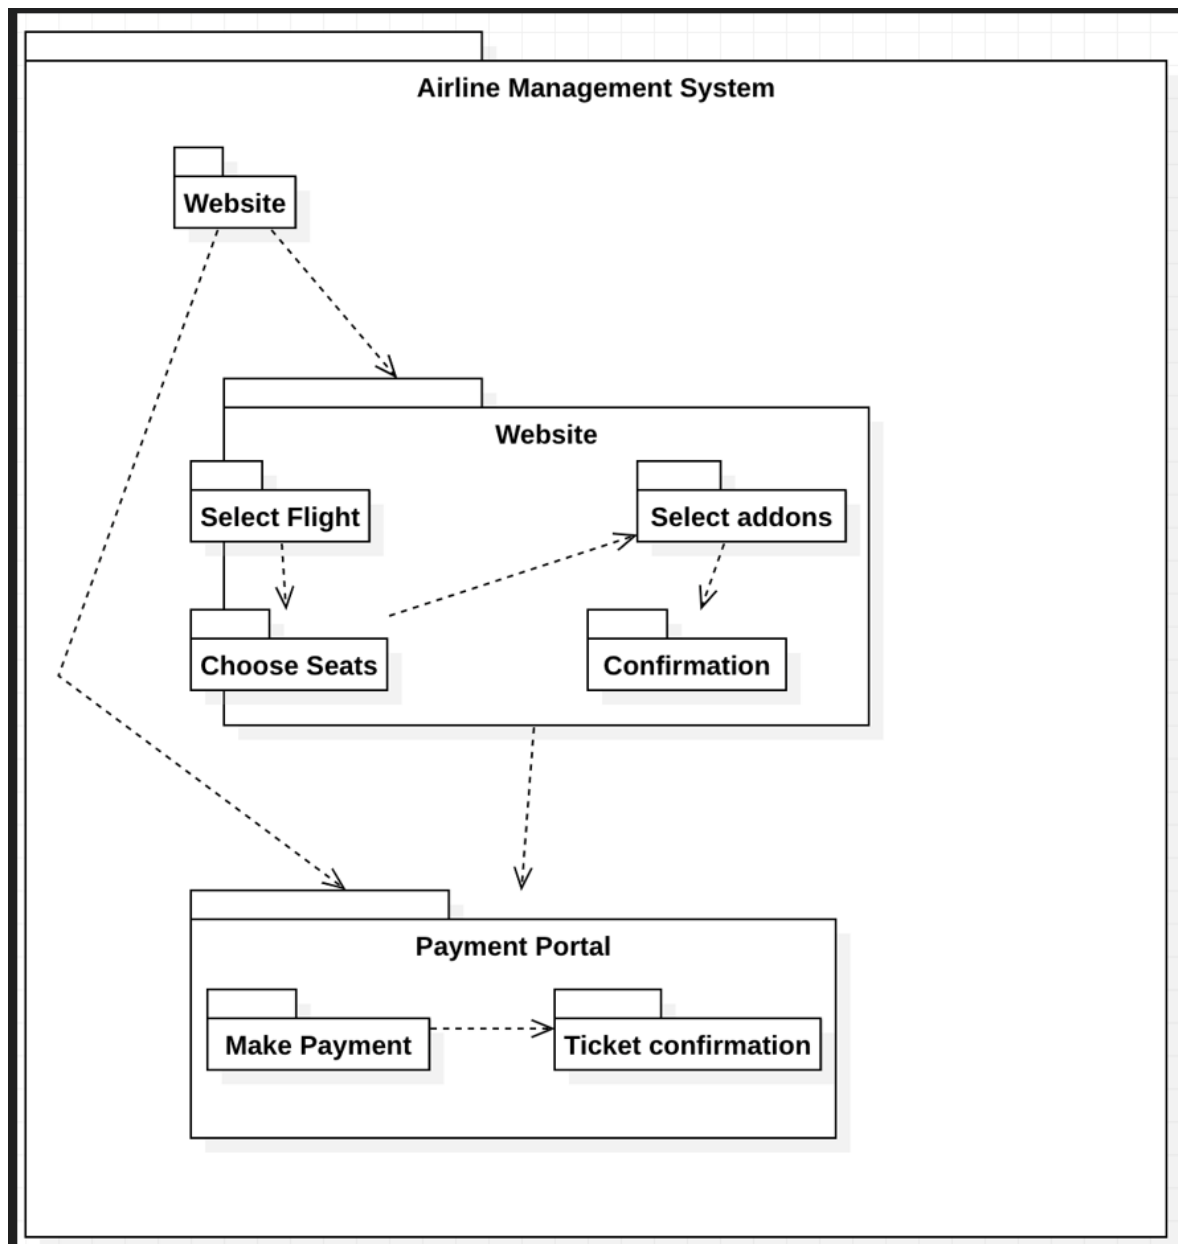 Airline Management System
Website
Website
Select Flight
Select addons
Choose Seats
Confirmation
Payment Portal
Make Payment
Ticket confirmation